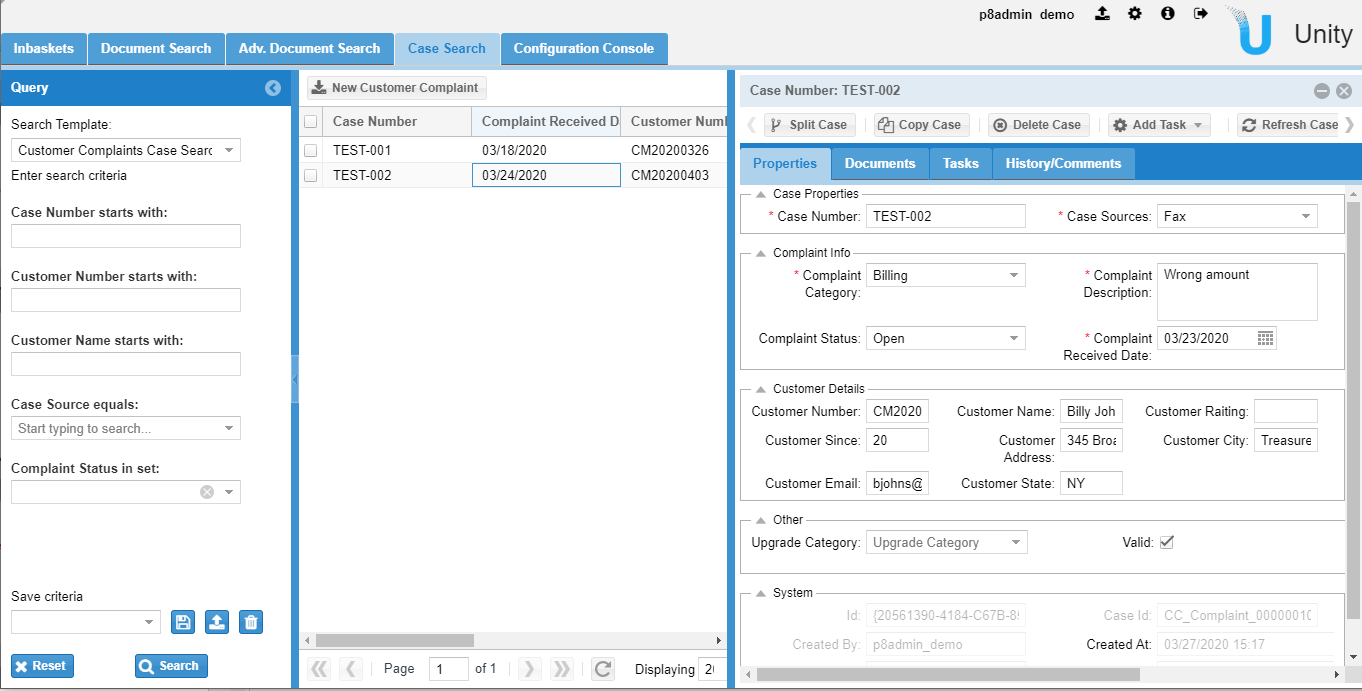 p8admin_demo
Unity
Inbaskets
Document Search
Adv. Document Search
Case Search
Configuration Console
Query
Search Template:
Customer Complaints Case Searc
Enter search criteria
Case Number starts with:
Customer Number starts with:
Customer Name starts with:
Case Source equals:
Start typing to search...
Complaint Status in set:
Save criteria
Reset
Search
New Customer Complaint
Case Number Complaint Received D Customer Num
TEST-001 03/18/2020 CM20200326
TEST-002 03/24/2020 CM20200403
Page 1 of 1 Displaying
Case Number: TEST-002
Split Case
Copy Case
Delete Case
Add Task
Refresh Case
Properties
Documents
Tasks
History/Comments
Case Properties
* Case Number: TEST-002 * Case Sources: Fax
Complaint Info
* Complaint Category: Billing
* Complaint Description: Wrong amount
Complaint Status: Open
* Complaint Received Date: 03/23/2020
Customer Details
Customer Number: CM2020 Customer Name: Billy Joh Customer Raiting:
Customer Since: 20 Customer Address: 345 Broa Customer City: Treasure
Customer Email: bjohns@ Customer State: NY
Other
Upgrade Category: Upgrade Category Valid:
System
Id: {20561390-4184-C67B-8 Case Id: CC_Complaint_0000001
Created By: p8admin_demo Created At: 03/27/2020 15:17